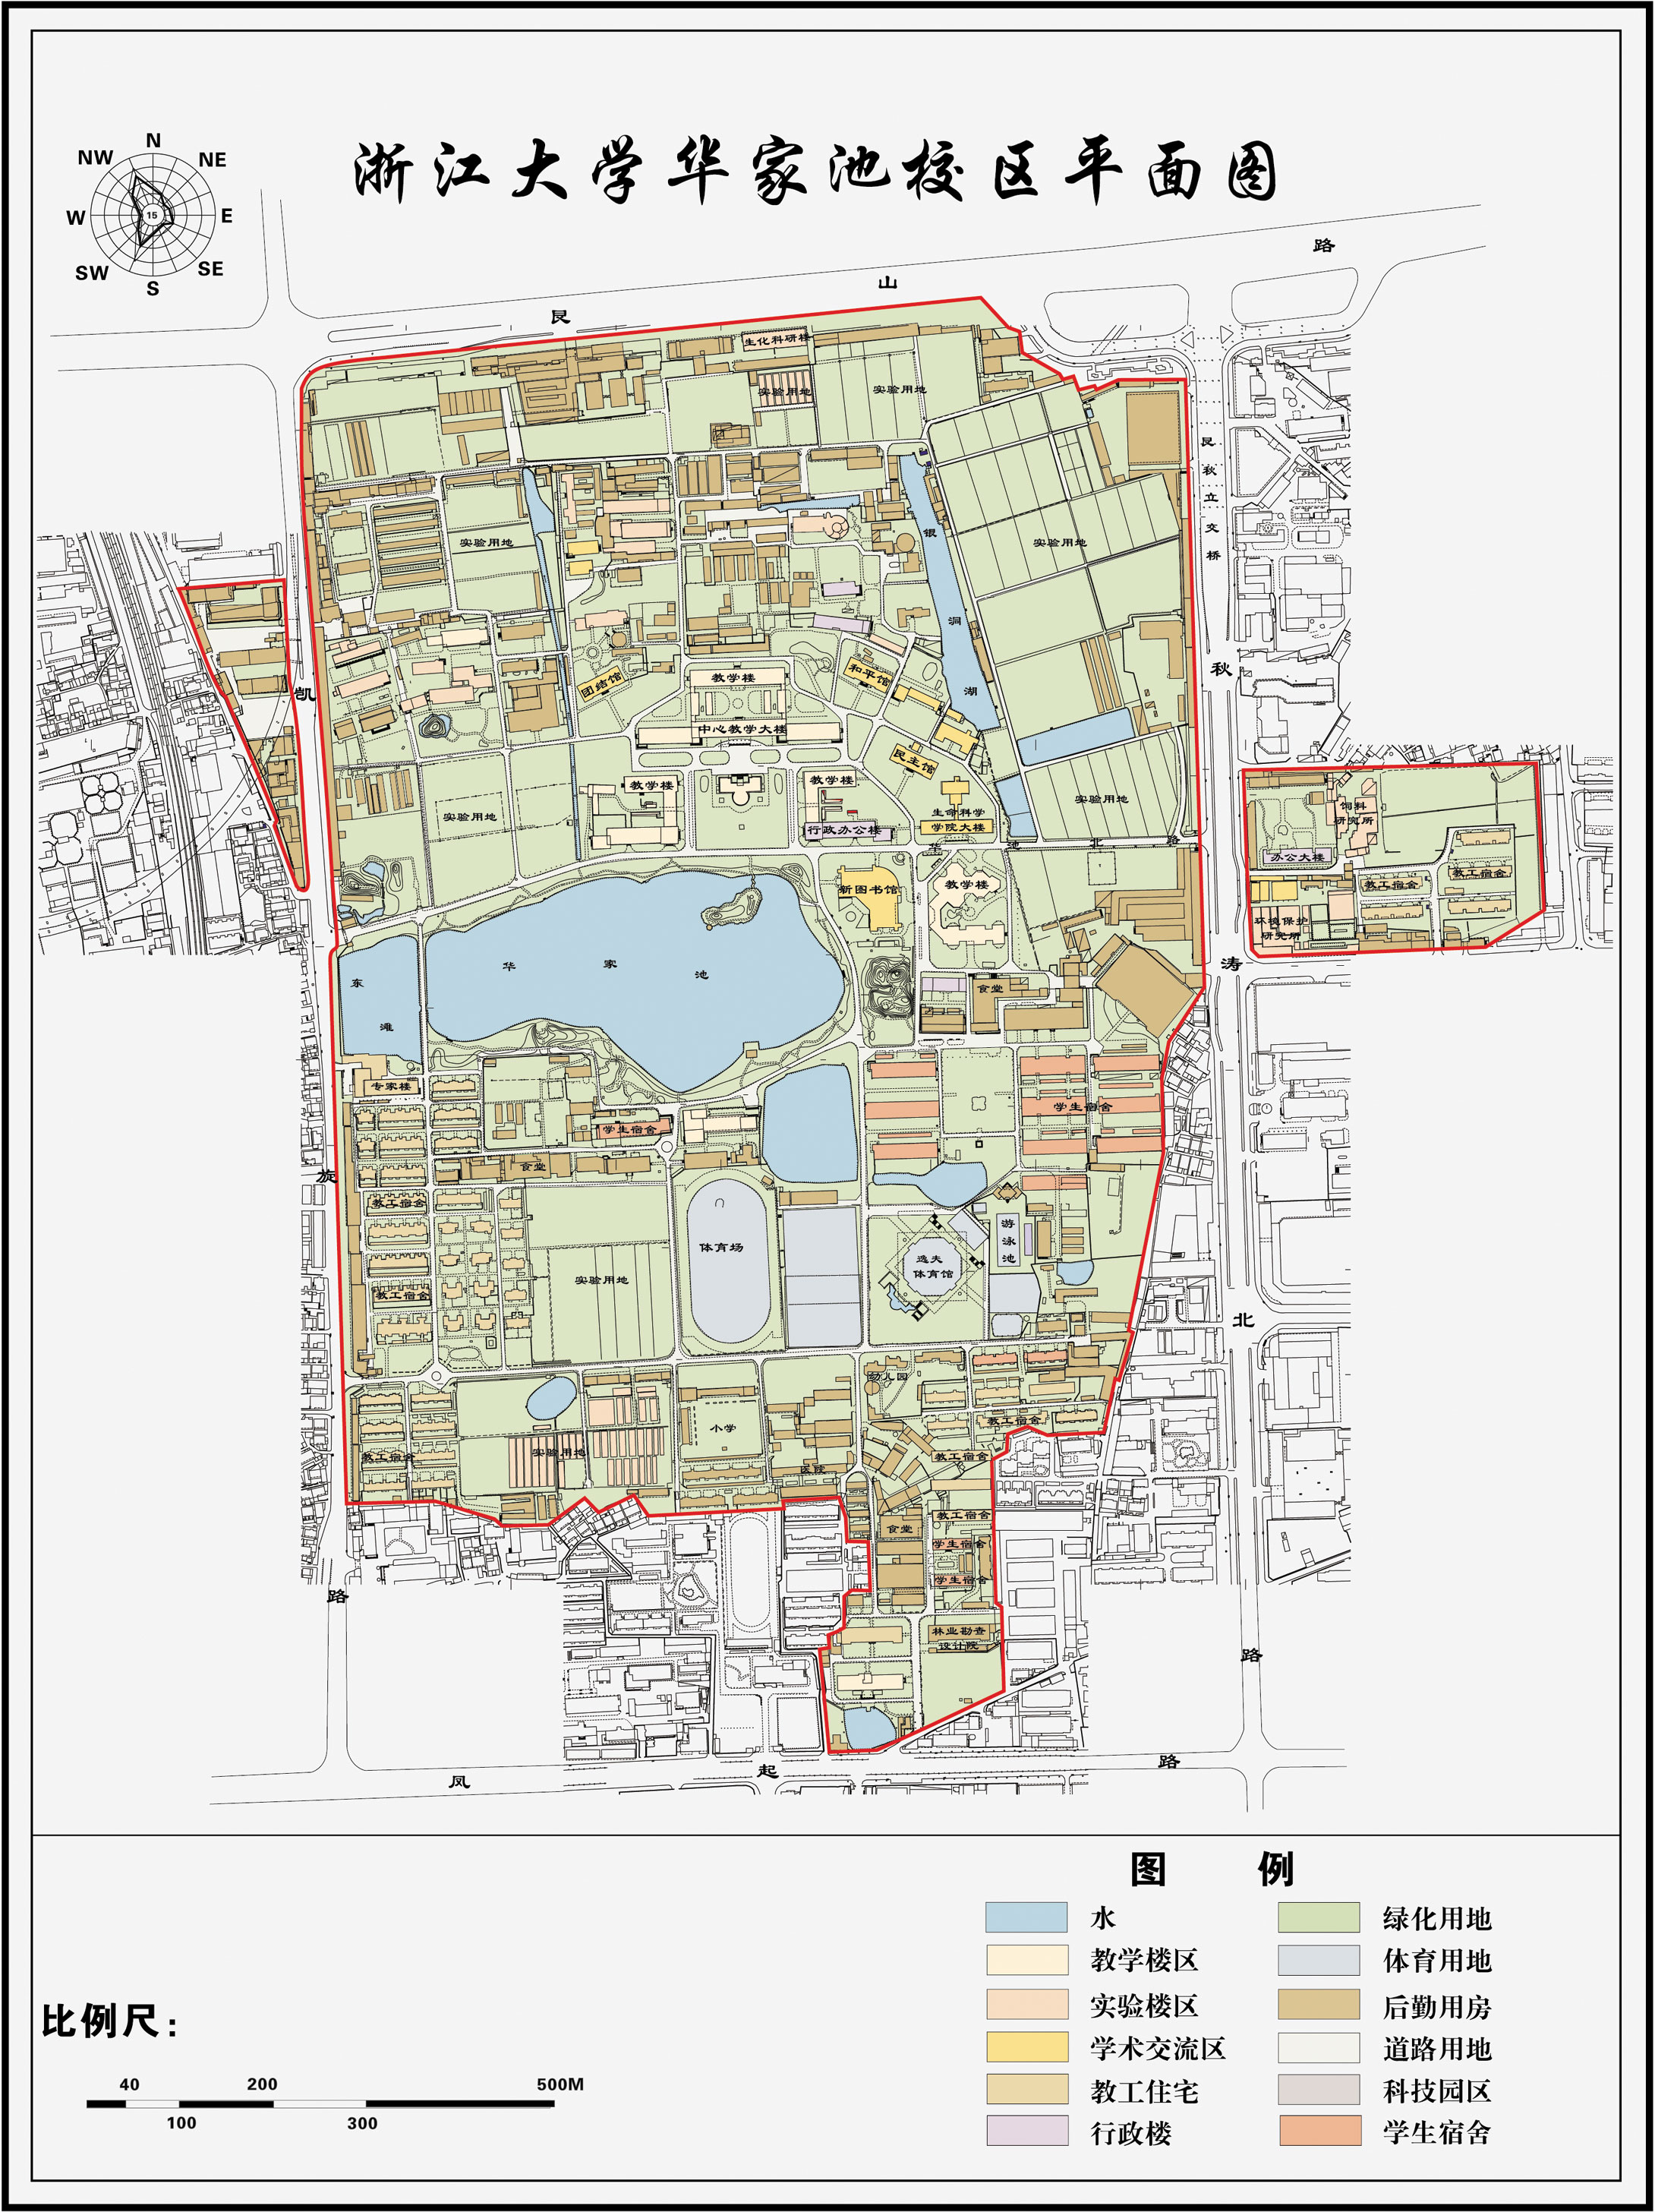 浙江大学华家池校区平面图
N
NW
NE
W
15
E
SW
SE
S
艮
山
路
生化科研楼
实验用地
实验用地
艮秋立交桥
实验用地
银洞湖
实验用地
凯
旋
路
秋
涛
北
路
团结馆
教学楼
和平馆
中心教学大楼
民主馆
教学楼
教学楼
实验用地
行政办公楼
生命科学
学院大楼
实验用地
华池北路
饲料
研究所
办公大楼
教工宿舍
教工宿舍
环境保护
研究所
新图书馆
教学楼
东滩
华家池
食堂
专家楼
学生宿舍
学生宿舍
食堂
教工宿舍
体育场
游泳池
逸夫
体育馆
实验用地
教工宿舍
幼儿园
教工宿舍
小学
教工宿舍
实验用地
教工宿舍
医院
食堂
教工宿舍
学生宿舍
学生宿舍
林业勘查
设计院
凤
起
路
图例
水
绿化用地
教学楼区
体育用地
实验楼区
后勤用房
学术交流区
道路用地
教工住宅
科技园区
行政楼
学生宿舍
比例尺：
40
200
500M
100
300